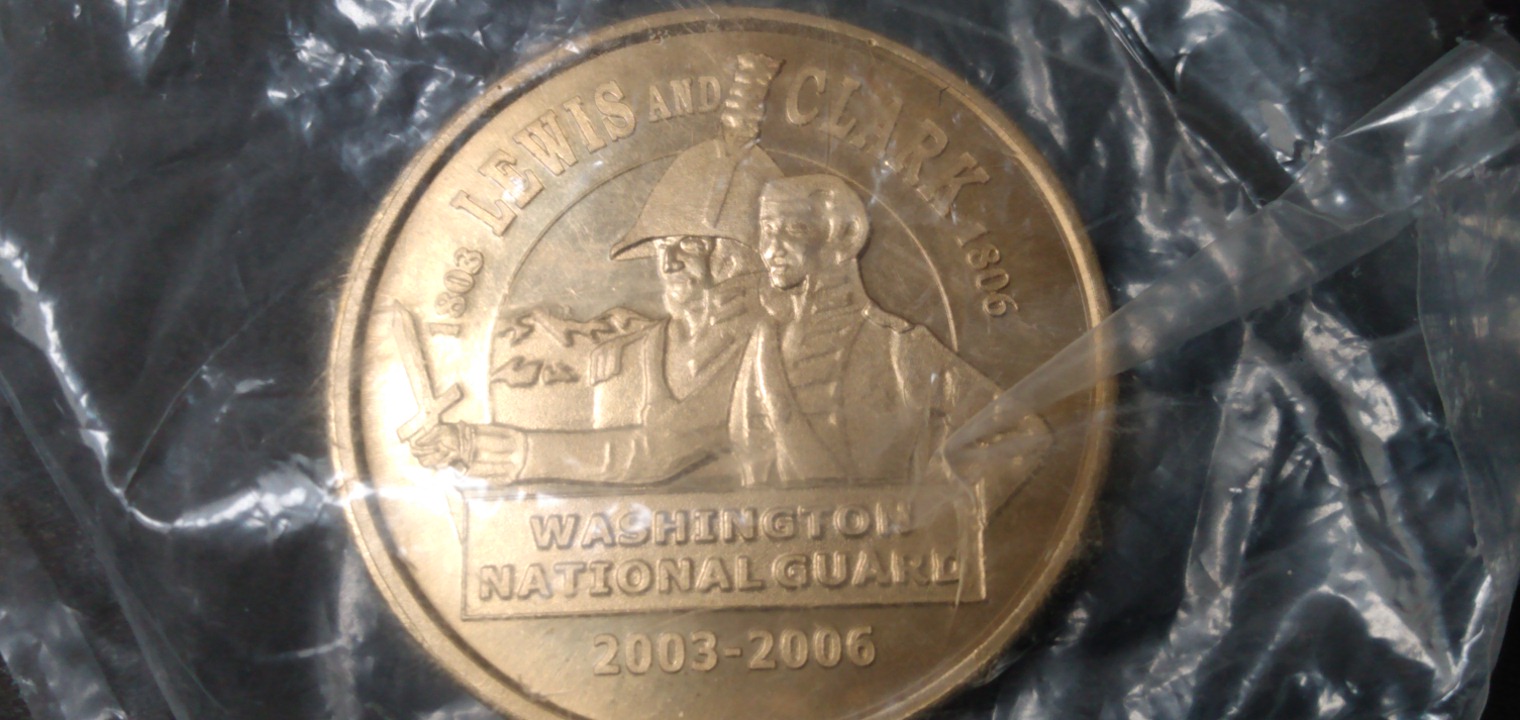 1803 LEWIS AND CLARK 1806
WASHINGTON
NATIONAL GUARD
2003-2006